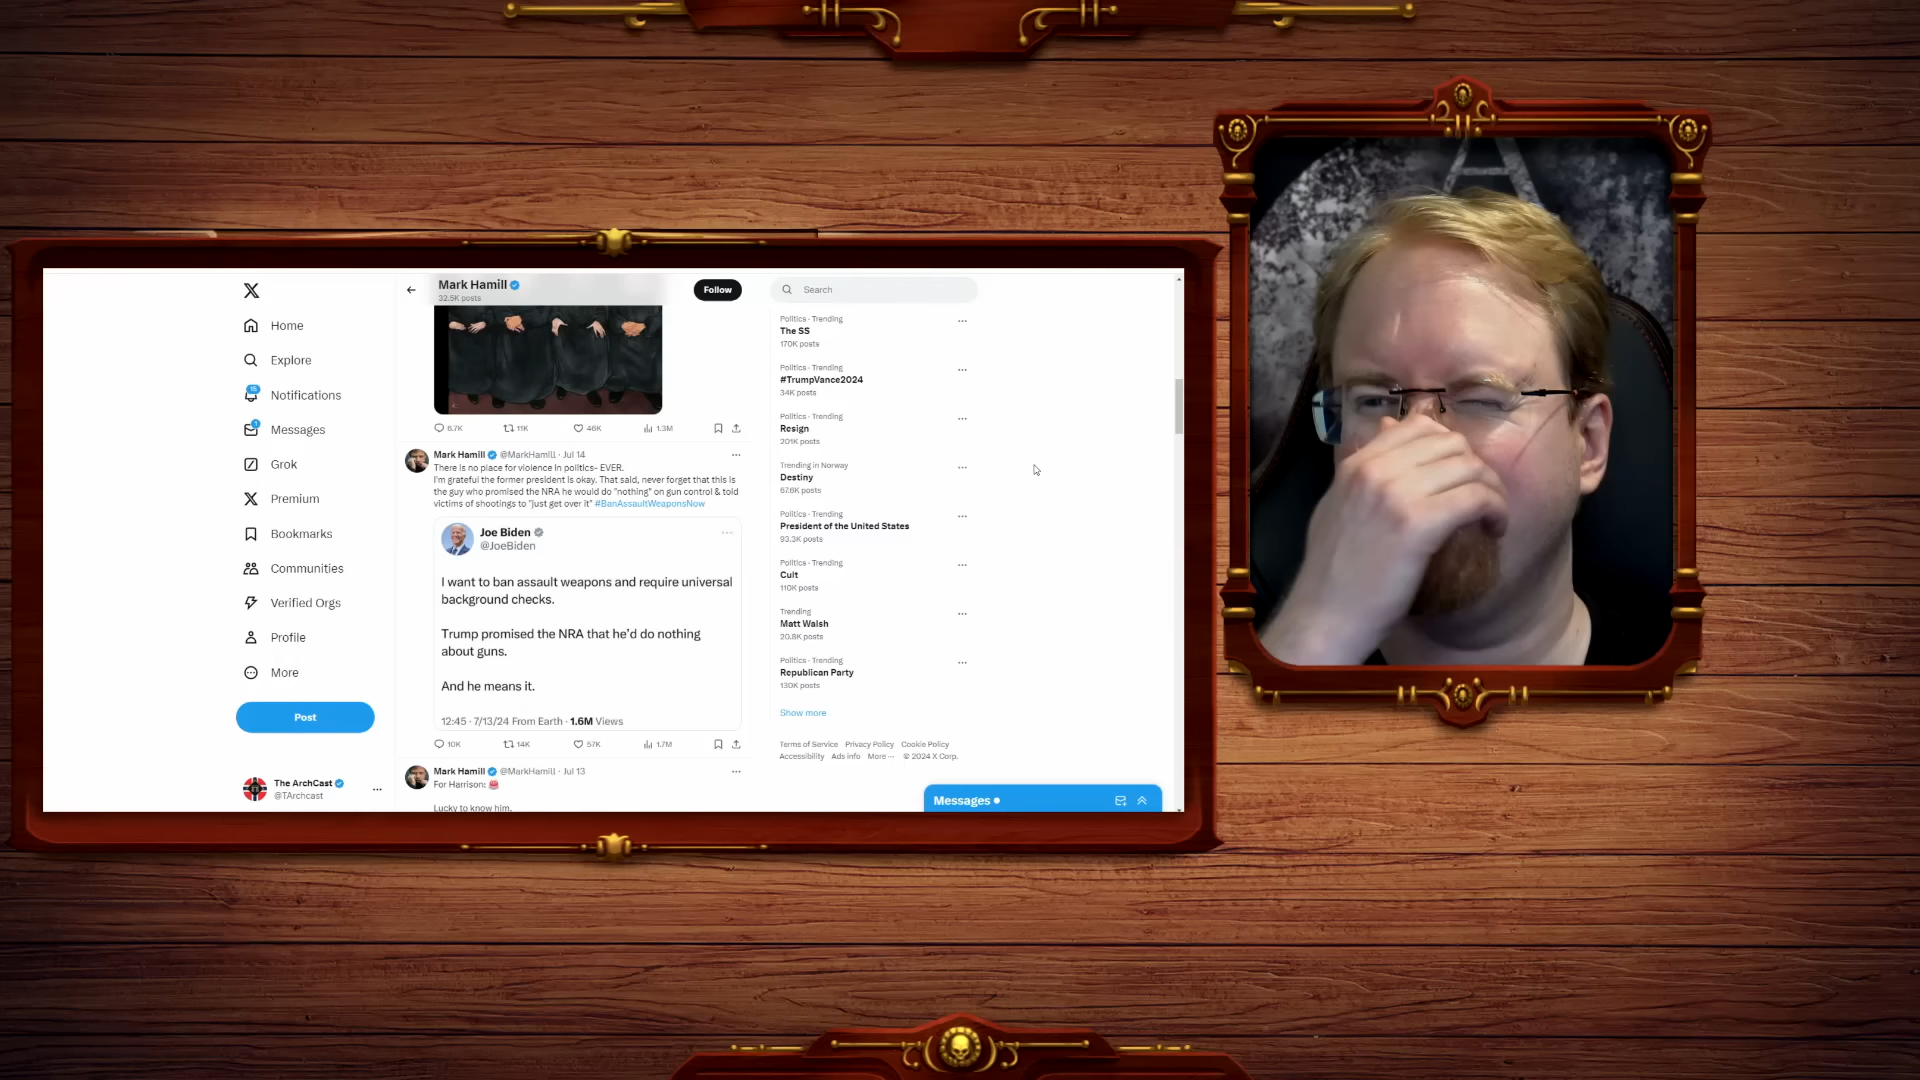 Home
Explore
15
Notifications
1
Messages
Grok
Premium
Bookmarks
Communities
Verified Orgs
Profile
More
Post
The ArchCast
@TArchcast
Mark Hamill
32.5K posts
Follow
6.7K 11K 46K 1.3M
Mark Hamill @MarkHamill · Jul 14
There is no place for violence in politics- EVER.
I'm grateful the former president is okay. That said, never forget that this is
the guy who promised the NRA he would do "nothing" on gun control & told
victims of shootings to "just get over it" #BanAssaultWeaponsNow
Joe Biden
@JoeBiden
I want to ban assault weapons and require universal
background checks.
Trump promised the NRA that he'd do nothing
about guns.
And he means it.
12:45 · 7/13/24 From Earth · 1.6M Views
10K 14K 57K 1.7M
Mark Hamill @MarkHamill · Jul 13
For Harrison:
Lucky to know him.
Search
Politics · Trending
The SS
170K posts
Politics · Trending
#TrumpVance2024
34K posts
Politics · Trending
Resign
201K posts
Trending in Norway
Destiny
67.6K posts
Politics · Trending
President of the United States
93.3K posts
Politics · Trending
Cult
110K posts
Trending
Matt Walsh
20.8K posts
Politics · Trending
Republican Party
130K posts
Show more
Terms of Service Privacy Policy Cookie Policy
Accessibility Ads info More ··· © 2024 X Corp.
Messages